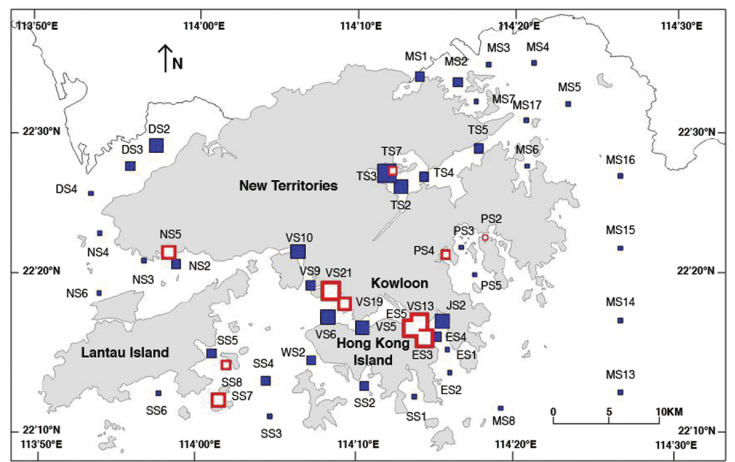 113°50'E 114°00'E 114°10'E 114°20'E 114°30'E
N
MS1 MS2 MS3 MS4
MS7 MS5
MS17
22°30'N 22°30'N
DS2 TS5
DS3 TS7 MS6 MS16
TS3 TS4
DS4 New Territories
TS2
PS2
NS4 NS5 VS10 PS3 MS15
PS4
NS3 NS2
22°20'N VS9 VS21 Kowloon PS5 22°20'N
NS6
VS19 VS13 JS2 MS14
ES5
VS6 VS5
Hong Kong
Island
ES4
Lantau Island SS5 WS2 ES3 ES1
SS4
SS8 ES2 MS13
SS7
SS6 SS2 SS1 0 5 10KM
SS3 MS8
22°10'N 22°10'N
113°50'E 114°00'E 114°10'E 114°20'E 114°30'E